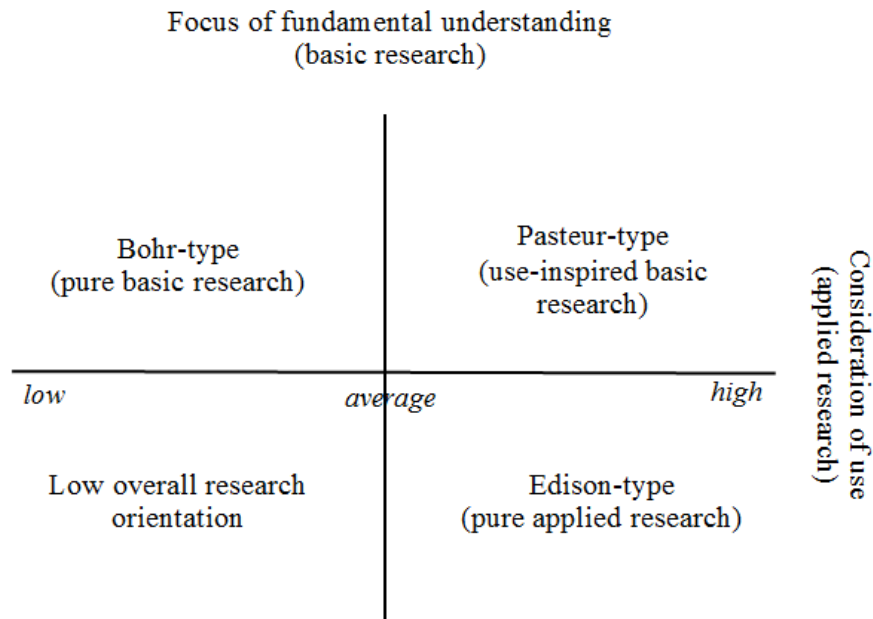 Focus of fundamental understanding
(basic research)
Bohr-type
(pure basic research)
Pasteur-type
(use-inspired basic
research)
Consideration of use
(applied research)
low
average
high
Low overall research
orientation
Edison-type
(pure applied research)